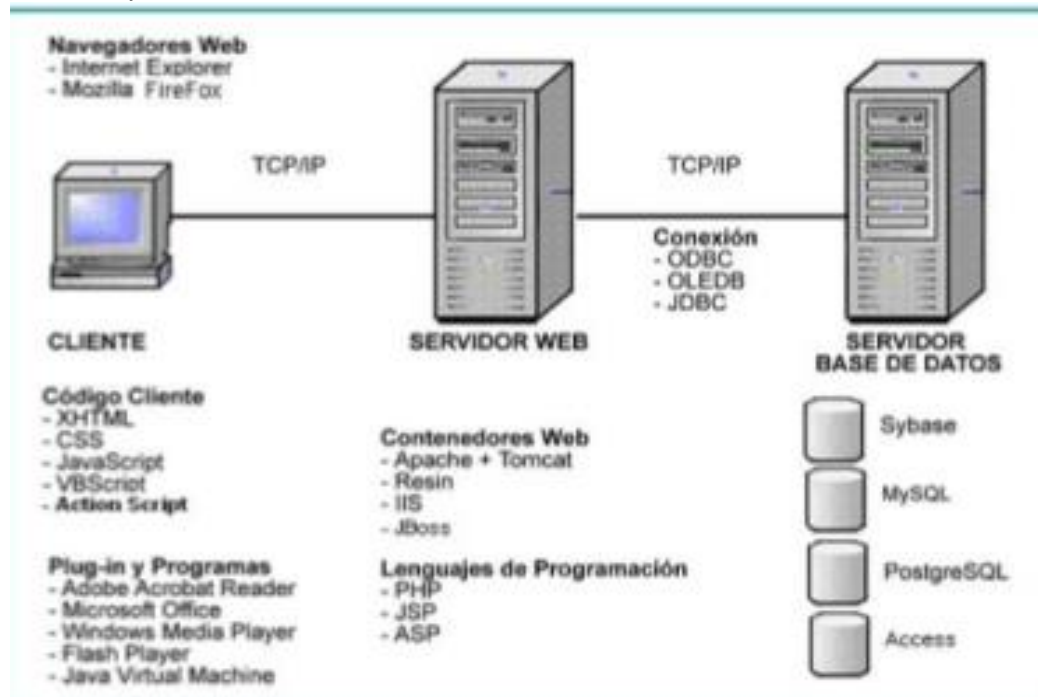 Navegadores Web
- Internet Explorer
- Mozilla FireFox
TCP/IP
TCP/IP
Conexión
- ODBC
- OLEDB
- JDBC
CLIENTE
SERVIDOR WEB
SERVIDOR
BASE DE DATOS
Código Cliente
- XHTML
- CSS
- JavaScript
- VBScript
- Action Script
Plug-in y Programas
- Adobe Acrobat Reader
- Microsoft Office
- Windows Media Player
- Flash Player
- Java Virtual Machine
Contenedores Web
- Apache + Tomcat
- Resin
- IIS
- JBoss
Lenguajes de Programación
- PHP
- JSP
- ASP
Sybase
MySQL
PostgreSQL
Access